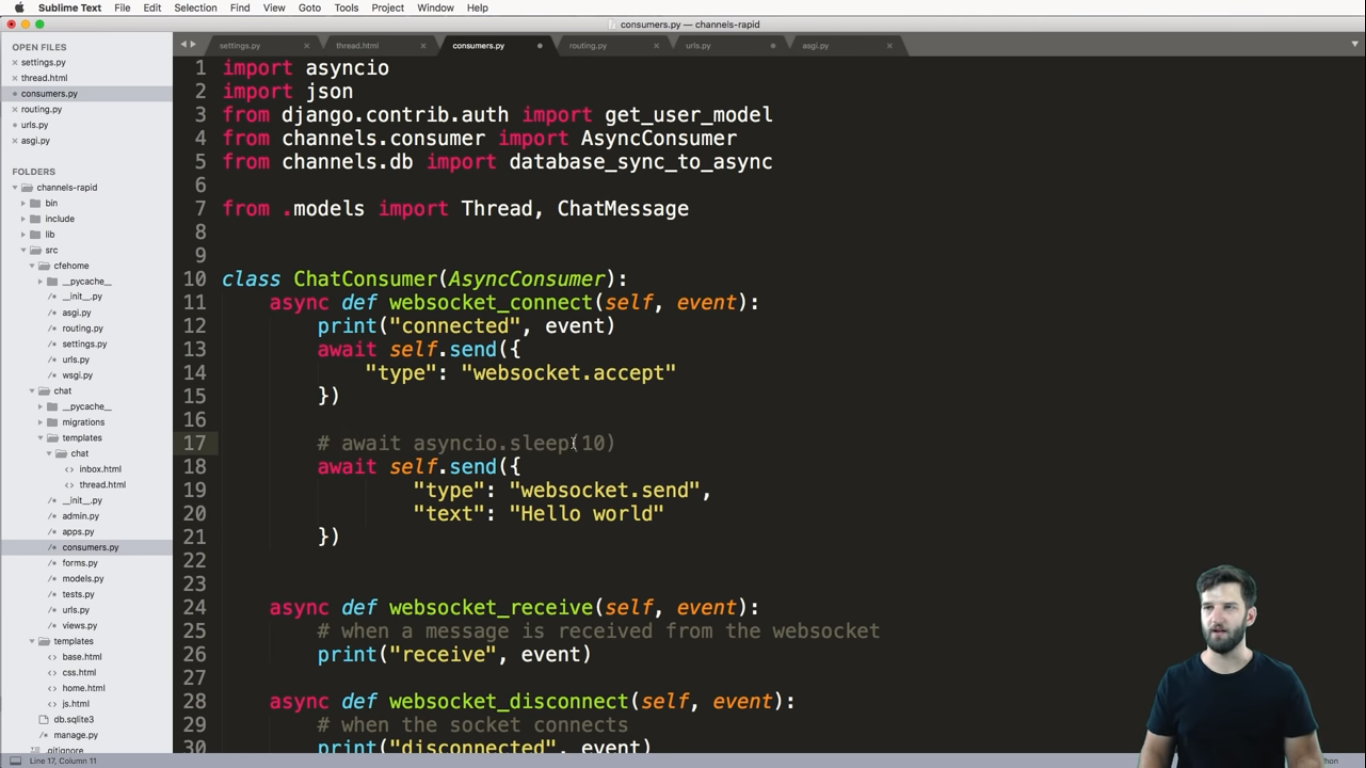 Sublime Text File Edit Selection Find View Goto Tools Project Window Help
consumers.py — channels-rapid
settings.py thread.html consumers.py routing.py urls.py asgi.py
OPEN FILES
settings.py
thread.html
consumers.py
routing.py
urls.py
asgi.py
FOLDERS
channels-rapid
bin
include
lib
src
cfehome
__pycache__
__init__.py
asgi.py
routing.py
settings.py
urls.py
wsgi.py
chat
__pycache__
migrations
templates
chat
inbox.html
thread.html
__init__.py
admin.py
apps.py
consumers.py
forms.py
models.py
tests.py
urls.py
views.py
templates
base.html
css.html
home.html
js.html
db.sqlite3
manage.py
.gitignore
1 import asyncio
2 import json
3 from django.contrib.auth import get_user_model
4 from channels.consumer import AsyncConsumer
5 from channels.db import database_sync_to_async
6
7 from .models import Thread, ChatMessage
8
9
10 class ChatConsumer(AsyncConsumer):
11 async def websocket_connect(self, event):
12 print("connected", event)
13 await self.send({
14 "type": "websocket.accept"
15 })
16
17 # await asyncio.sleep(10)
18 await self.send({
19 "type": "websocket.send",
20 "text": "Hello world"
21 })
22
23
24 async def websocket_receive(self, event):
25 # when a message is received from the websocket
26 print("receive", event)
27
28 async def websocket_disconnect(self, event):
29 # when the socket connects
30 print("disconnected", event)
Line 17, Column 11